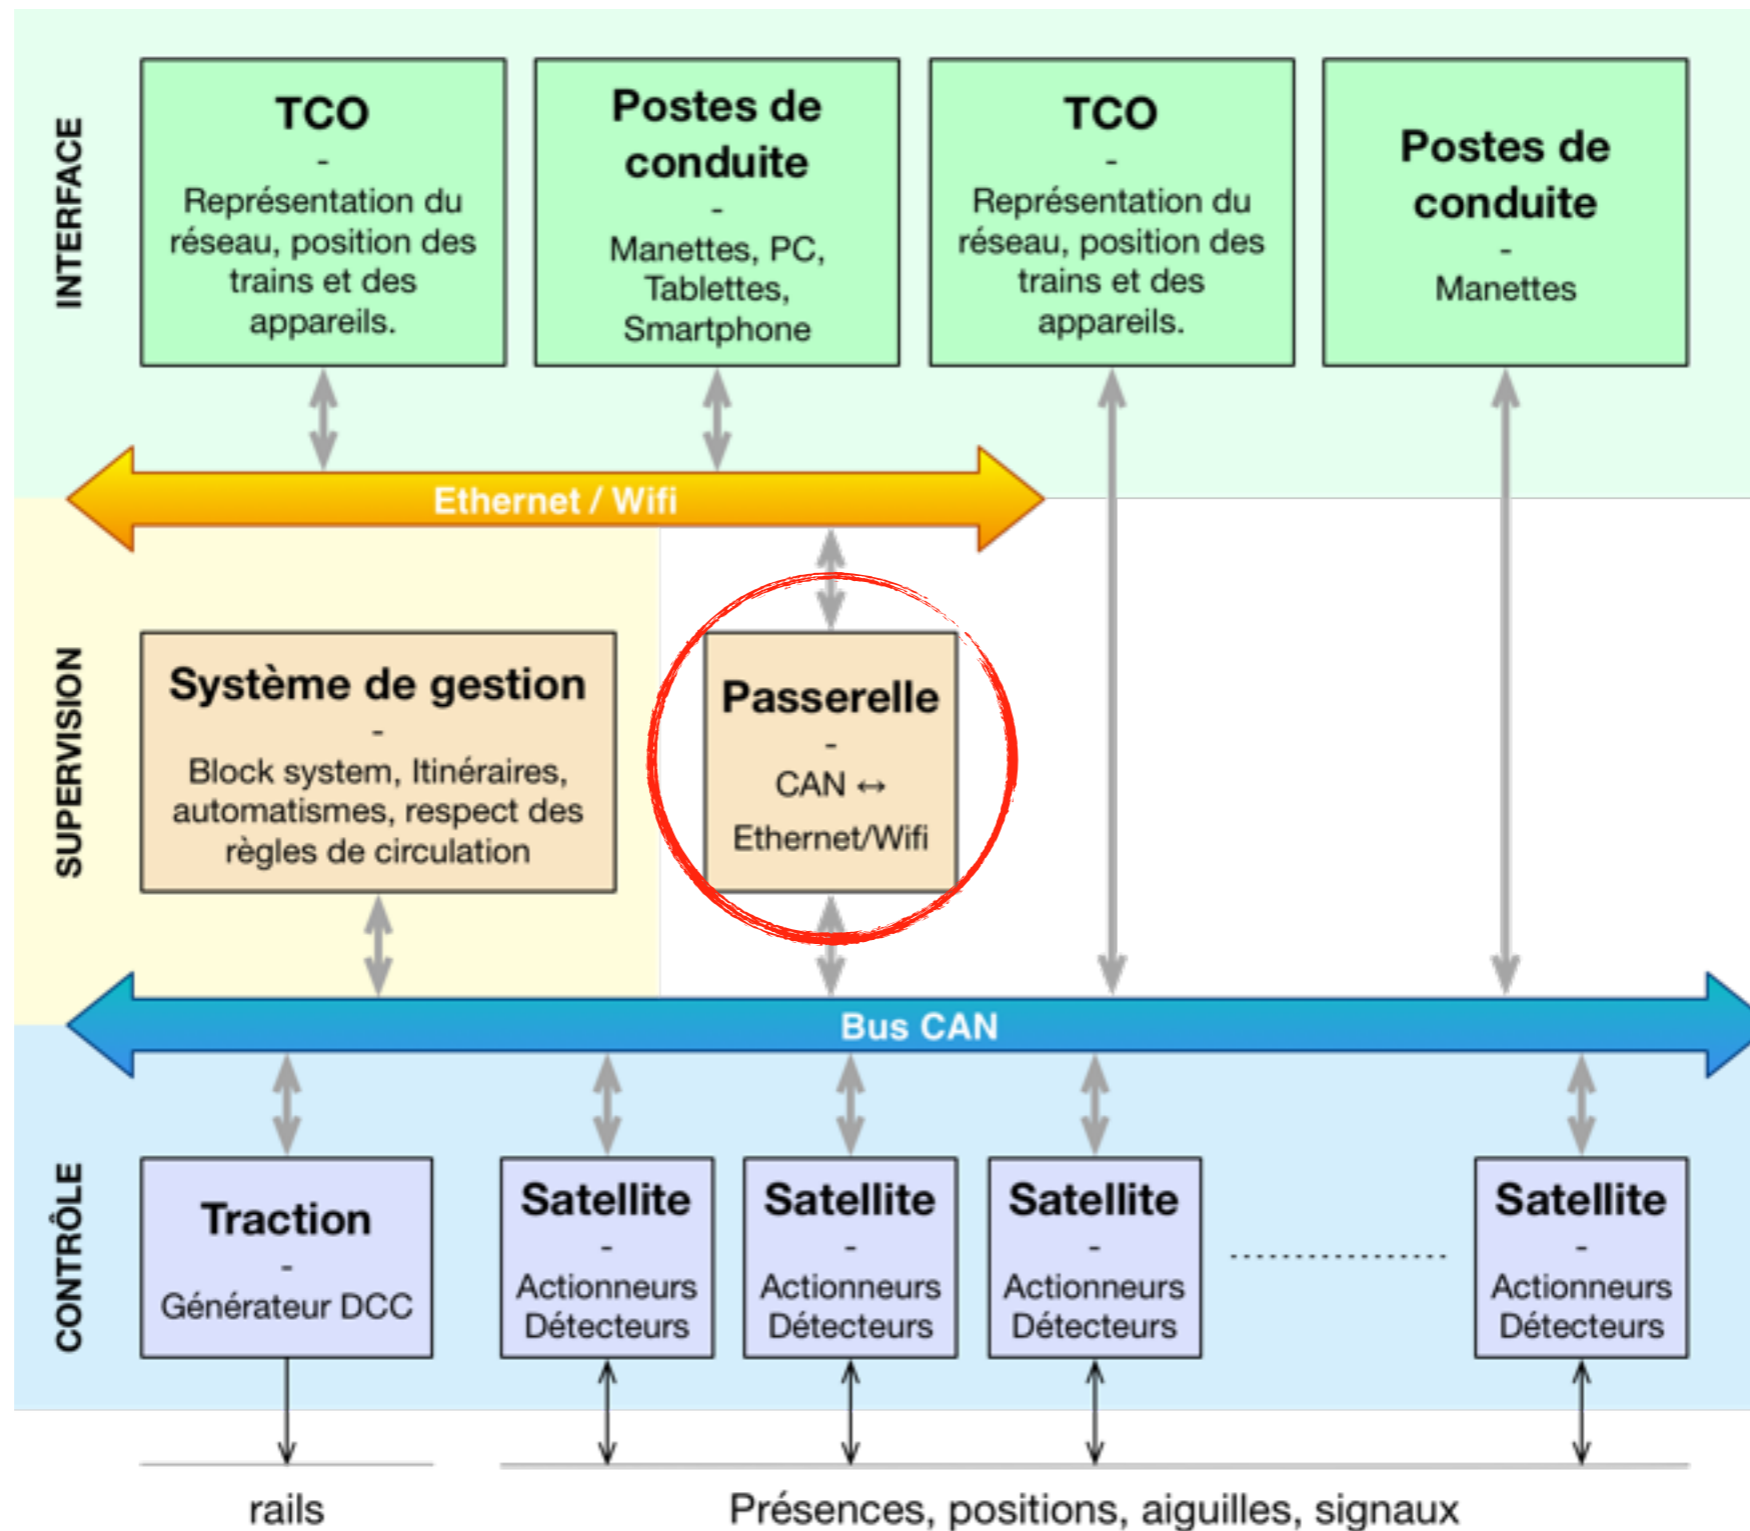 INTERFACE
TCO
-
Représentation du
réseau, position des
trains et des
appareils.
Postes de
conduite
-
Manettes, PC,
Tablettes,
Smartphone
TCO
-
Représentation du
réseau, position des
trains et des
appareils.
Postes de
conduite
-
Manettes
Ethernet / Wifi
SUPERVISION
Système de gestion
-
Block system, Itinéraires,
automatismes, respect des
règles de circulation
Passerelle
-
CAN ↔
Ethernet/Wifi
Bus CAN
CONTRÔLE
Traction
-
Générateur DCC
Satellite
-
Actionneurs
Détecteurs
Satellite
-
Actionneurs
Détecteurs
Satellite
-
Actionneurs
Détecteurs
Satellite
-
Actionneurs
Détecteurs
rails
Présences, positions, aiguilles, signaux